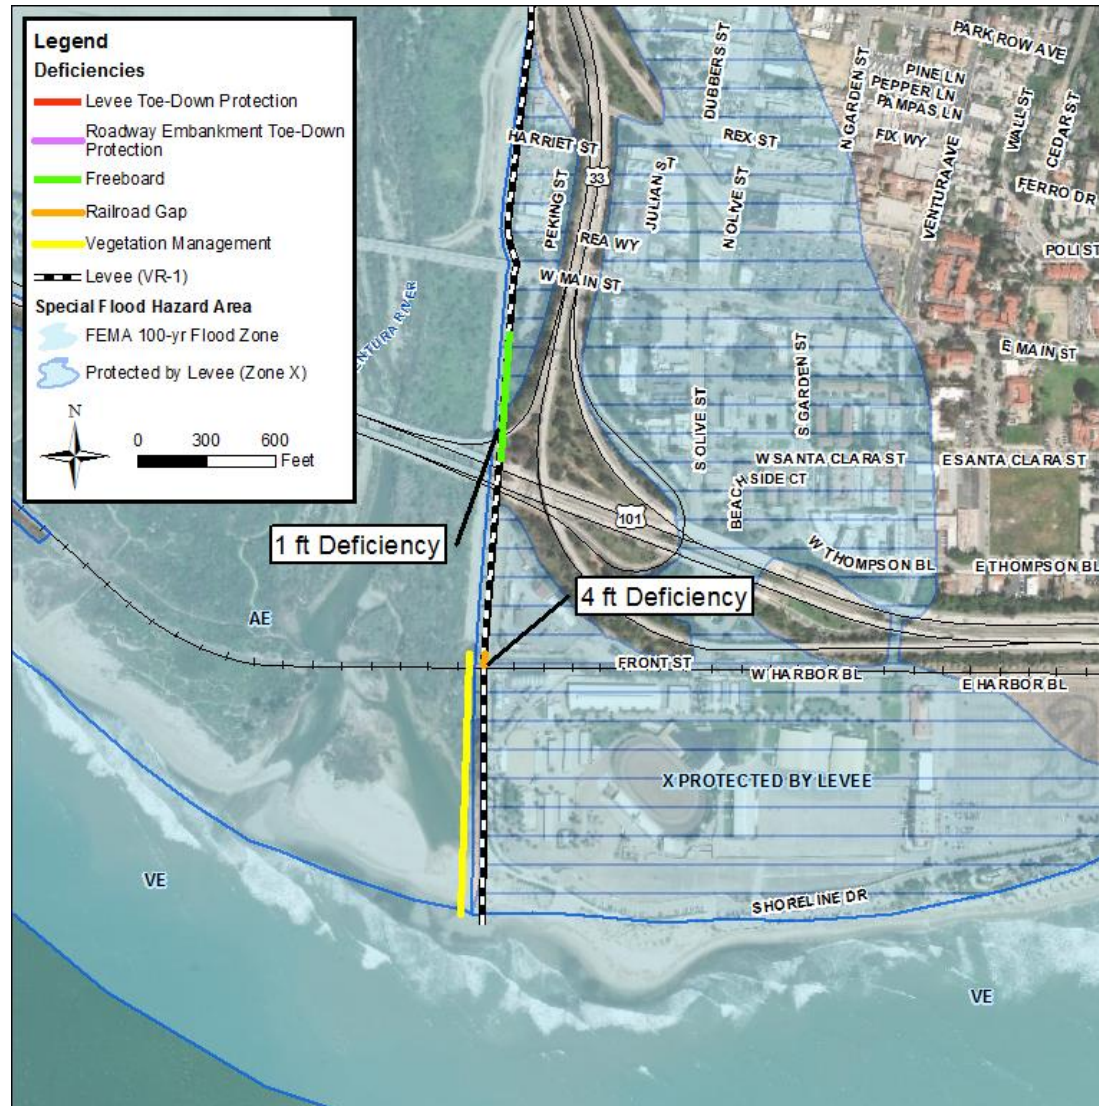 Legend
Deficiencies
Levee Toe-Down Protection
Roadway Embankment Toe-Down
Protection
Freeboard
Railroad Gap
Vegetation Management
Levee (VR-1)
Special Flood Hazard Area
FEMA 100-yr Flood Zone
Protected by Levee (Zone X)
N
0 300 600
Feet
PARK ROW AVE
DUBBERS ST
N GARDEN ST
PINE LN
PEPPER LN
PAMPAS LN
WALL ST
CEDAR ST
HARRIET ST
REX ST
FIX WY
VENTURA AVE
33
JULIAN ST
FERRO DR
PEKING ST
N OLIVE ST
REA WY
POLI ST
W MAIN ST
ENTURA RIVER
E MAIN ST
S GARDEN ST
S OLIVE ST
W SANTA CLARA ST
E SANTA CLARA ST
BEACHSIDE CT
101
1 ft Deficiency
W THOMPSON BL
E THOMPSON BL
4 ft Deficiency
AE
FRONT ST
W HARBOR BL
E HARBOR BL
X PROTECTED BY LEVEE
VE
SHORELINE DR
VE